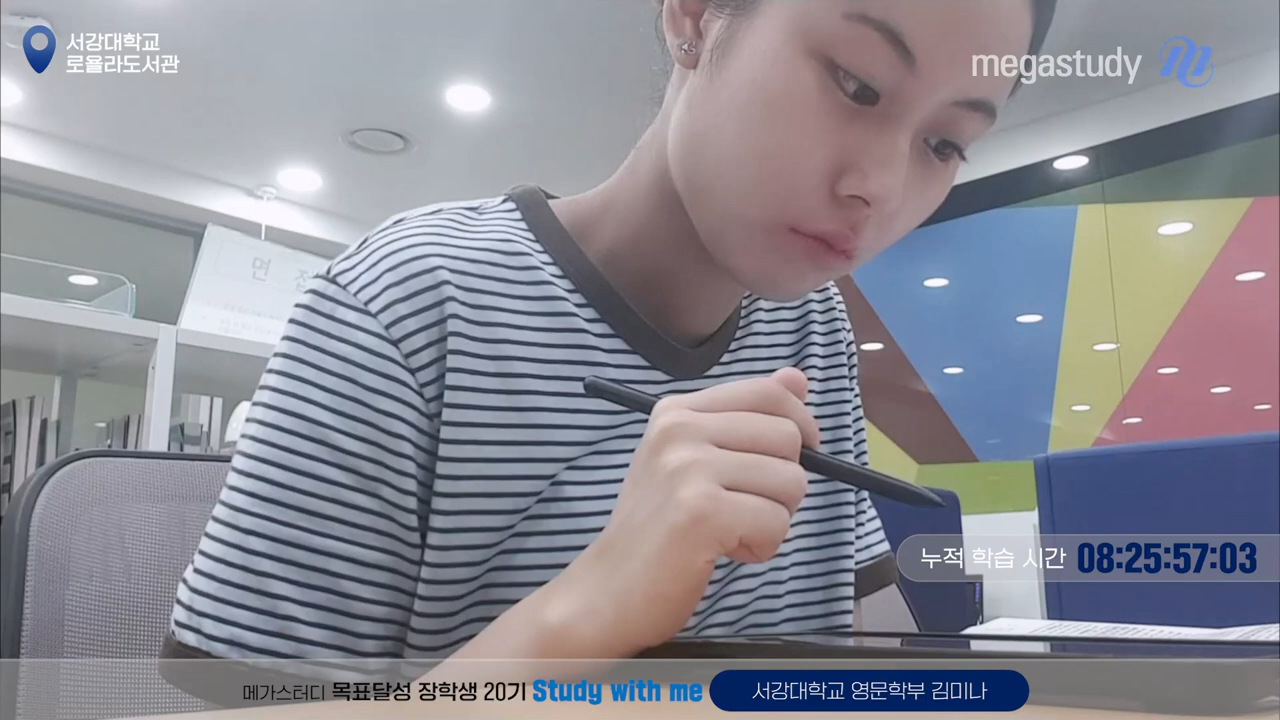 서강대학교
로욜라도서관
megastudy
면 접
누적 학습 시간 08:25:57:03
메가스터디 목표달성 장학생 20기 Study with me 서강대학교 영문학부 김미나